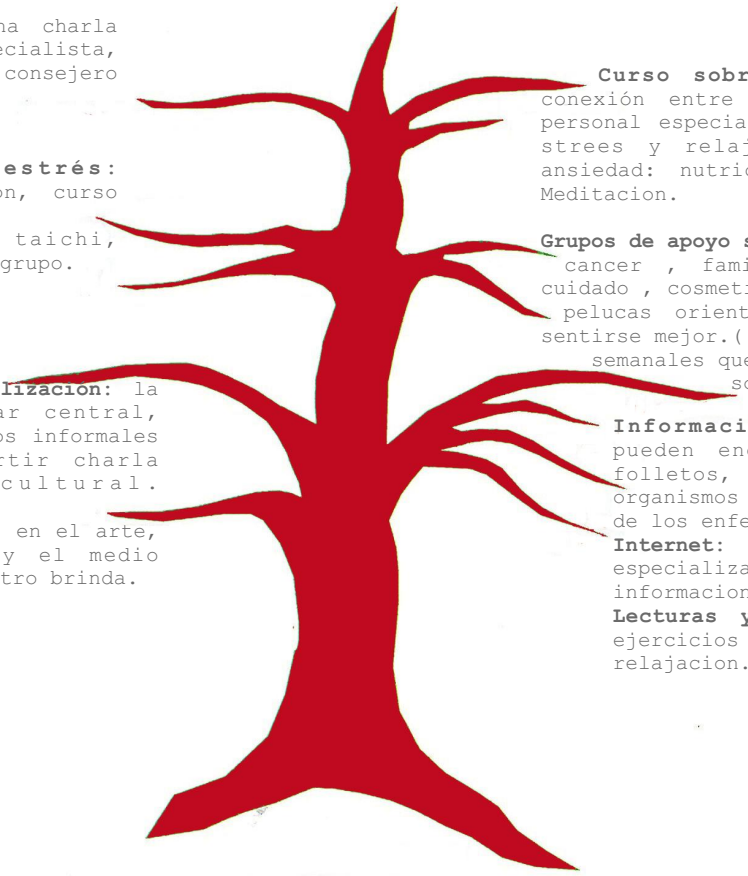 na charla
ecialista,
consejero
estrés:
ón, curso
taichi,
grupo.
lización: la
ar central,
os informales
rtir charla
cultural.
en el arte,
y el medio
tro brinda.
Curso sobr
conexión entre
personal especia
strees y relaj
ansiedad: nutric
Meditacion.
Grupos de apoyo s
cancer , fami
cuidado , cosmeti
pelucas orient
sentirse mejor.(
semanales que
so
Informaci
pueden enc
folletos,
organismos
de los enfe
Internet:
especializa
informacion
Lecturas y
ejercicios
relajacion.